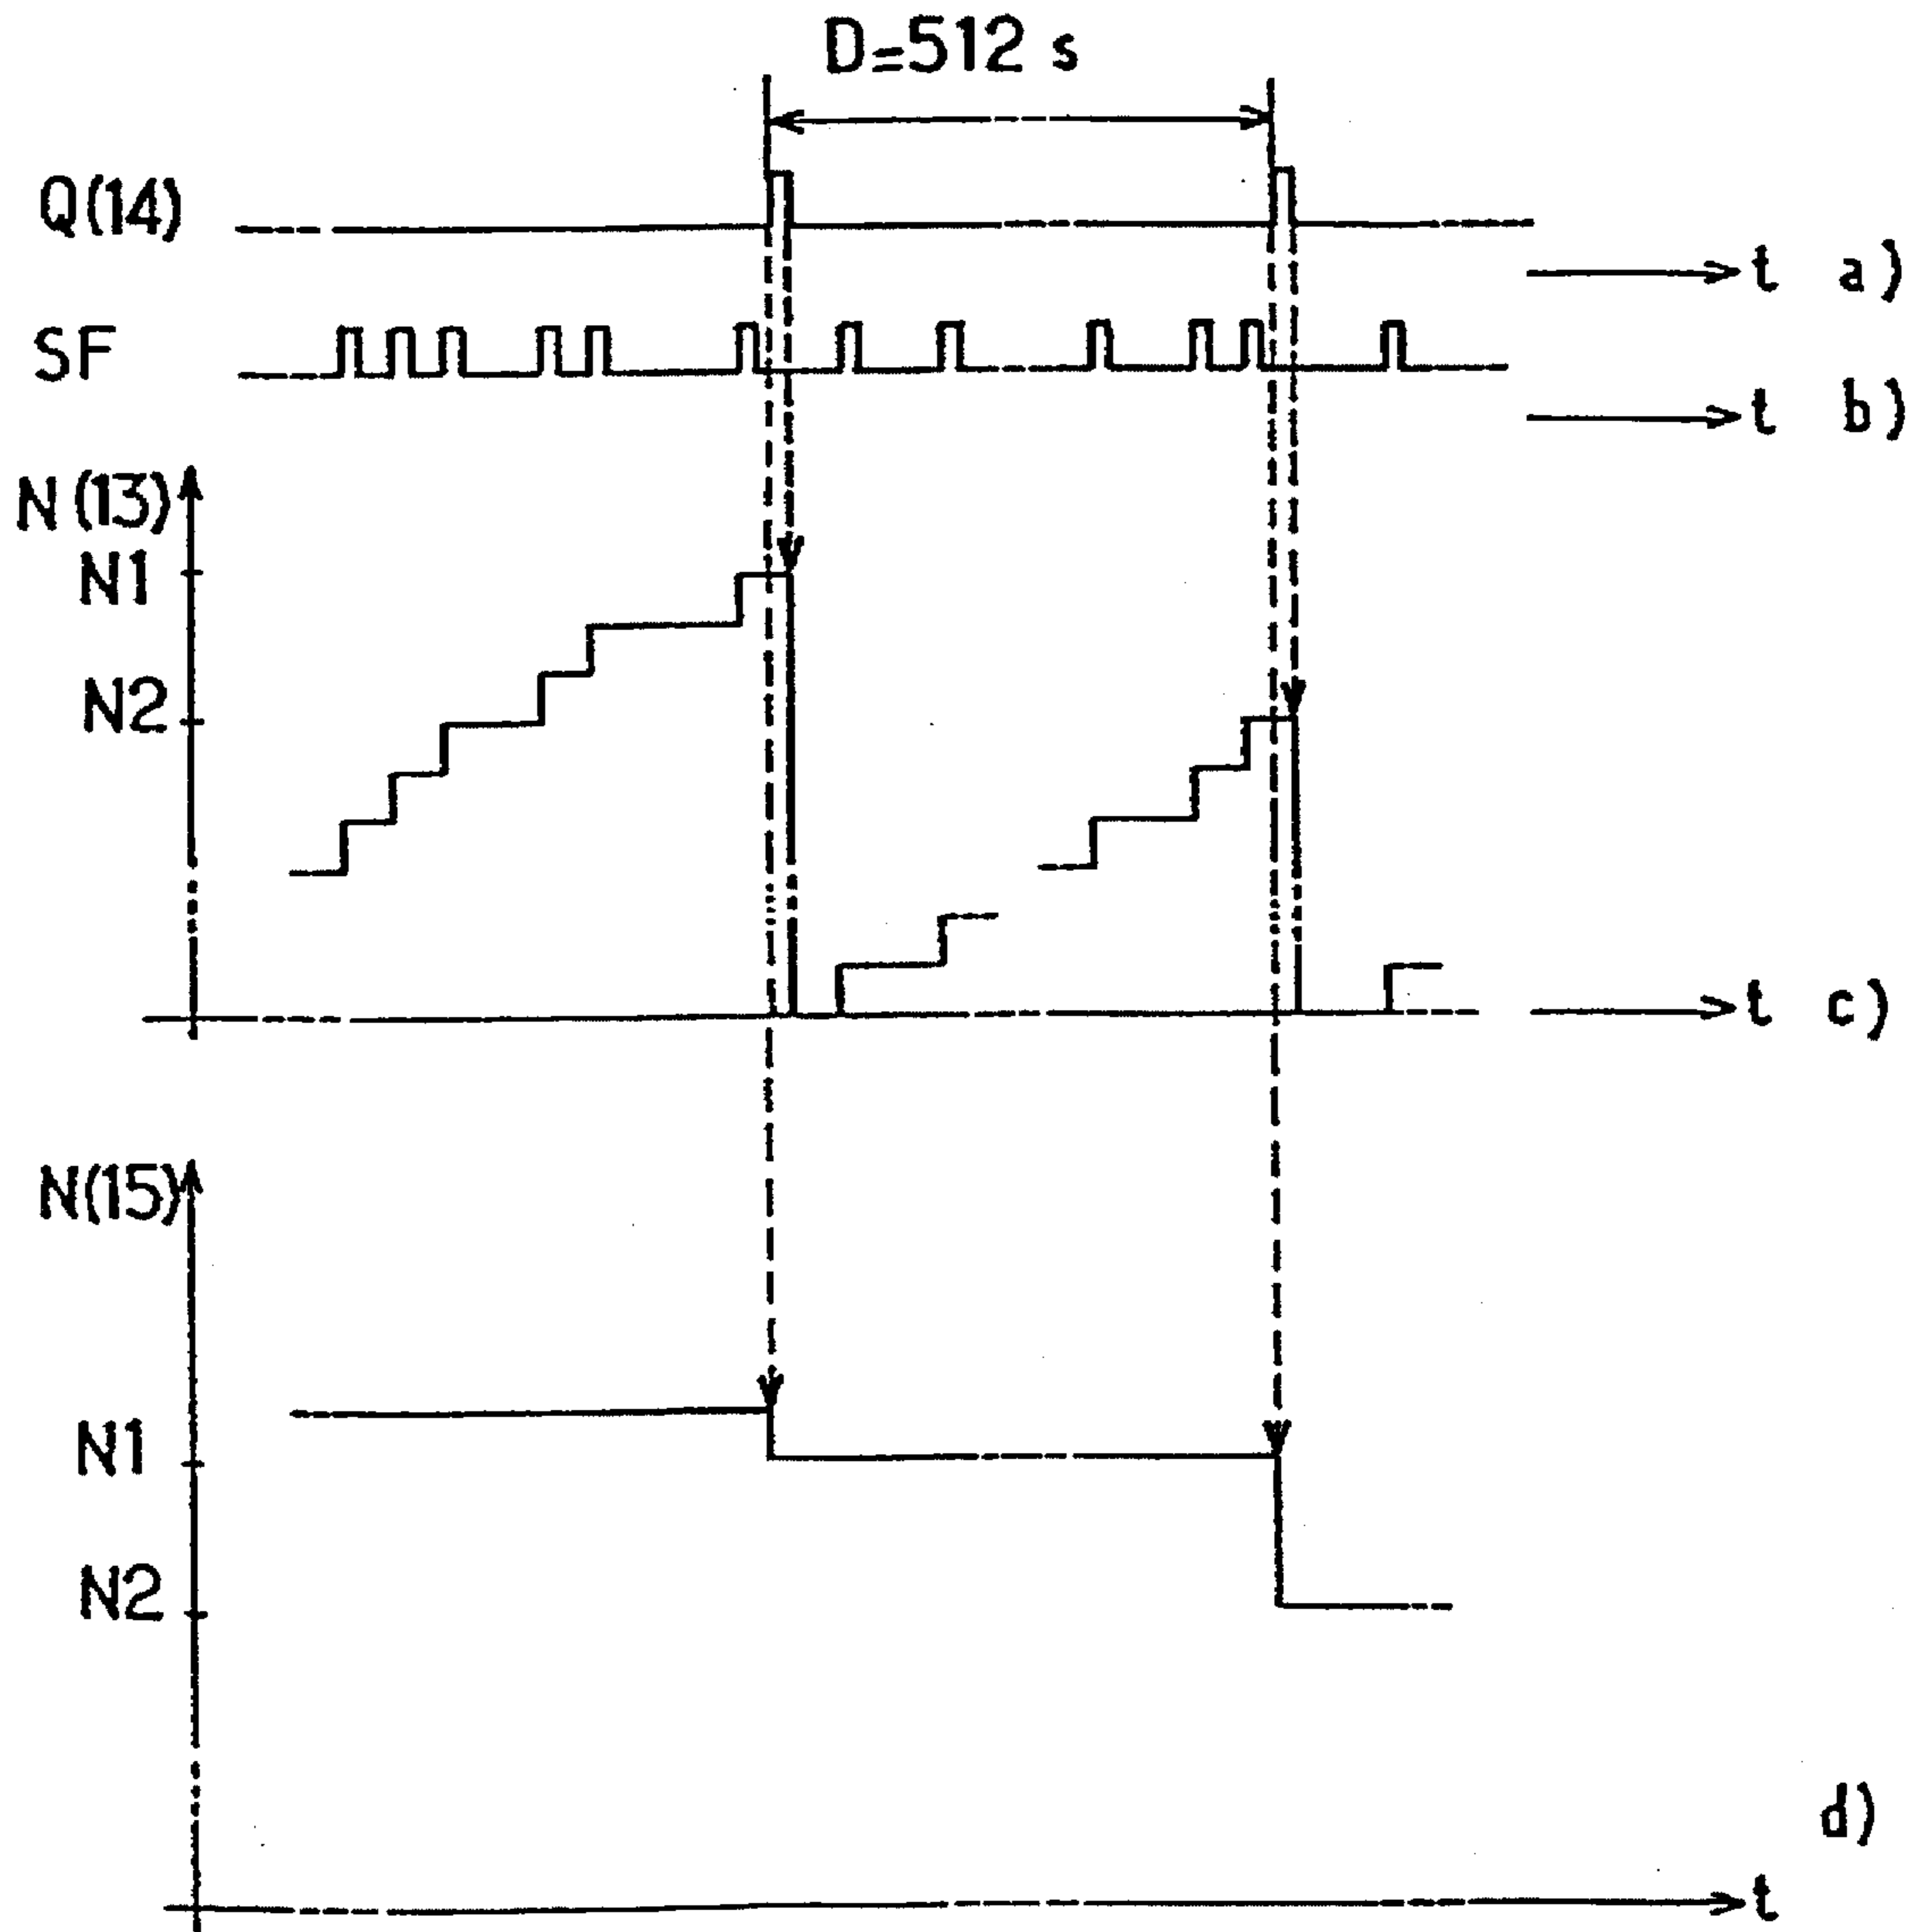 D=512 s
Q(14)
t a)
SF
t b)
N(13)
N1
N2
t c)
N(15)
N1
N2
d)
t